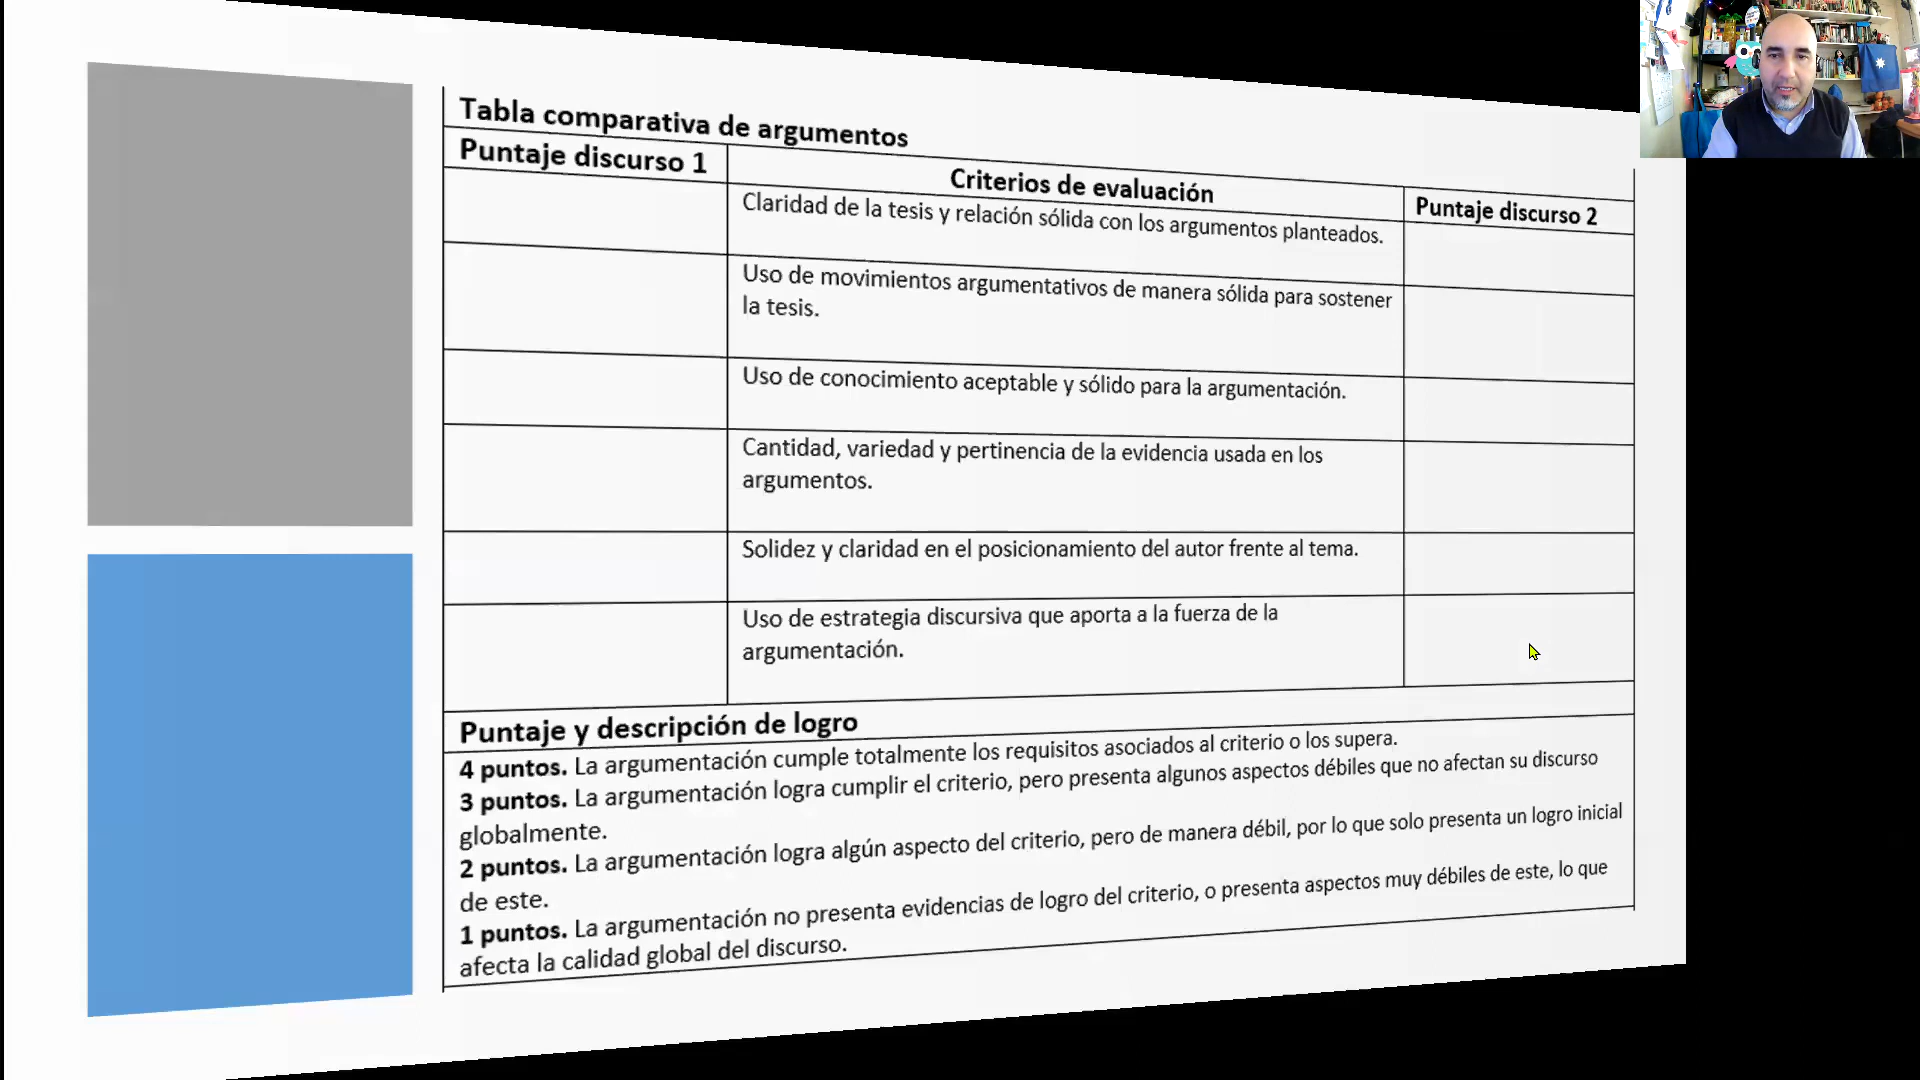 Tabla comparativa de argumentos
Puntaje discurso 1
Criterios de evaluación
Puntaje discurso 2
Claridad de la tesis y relación sólida con los argumentos planteados.
Uso de movimientos argumentativos de manera sólida para sostener
la tesis.
Uso de conocimiento aceptable y sólido para la argumentación.
Cantidad, variedad y pertinencia de la evidencia usada en los
argumentos.
Solidez y claridad en el posicionamiento del autor frente al tema.
Uso de estrategia discursiva que aporta a la fuerza de la
argumentación.
Puntaje y descripción de logro
4 puntos. La argumentación cumple totalmente los requisitos asociados al criterio o los supera.
3 puntos. La argumentación logra cumplir el criterio, pero presenta algunos aspectos débiles que no afectan su discurso
globalmente.
2 puntos. La argumentación logra algún aspecto del criterio, pero de manera débil, por lo que solo presenta un logro inicial
de este.
1 puntos. La argumentación no presenta evidencias de logro del criterio, o presenta aspectos muy débiles de este, lo que
afecta la calidad global del discurso.